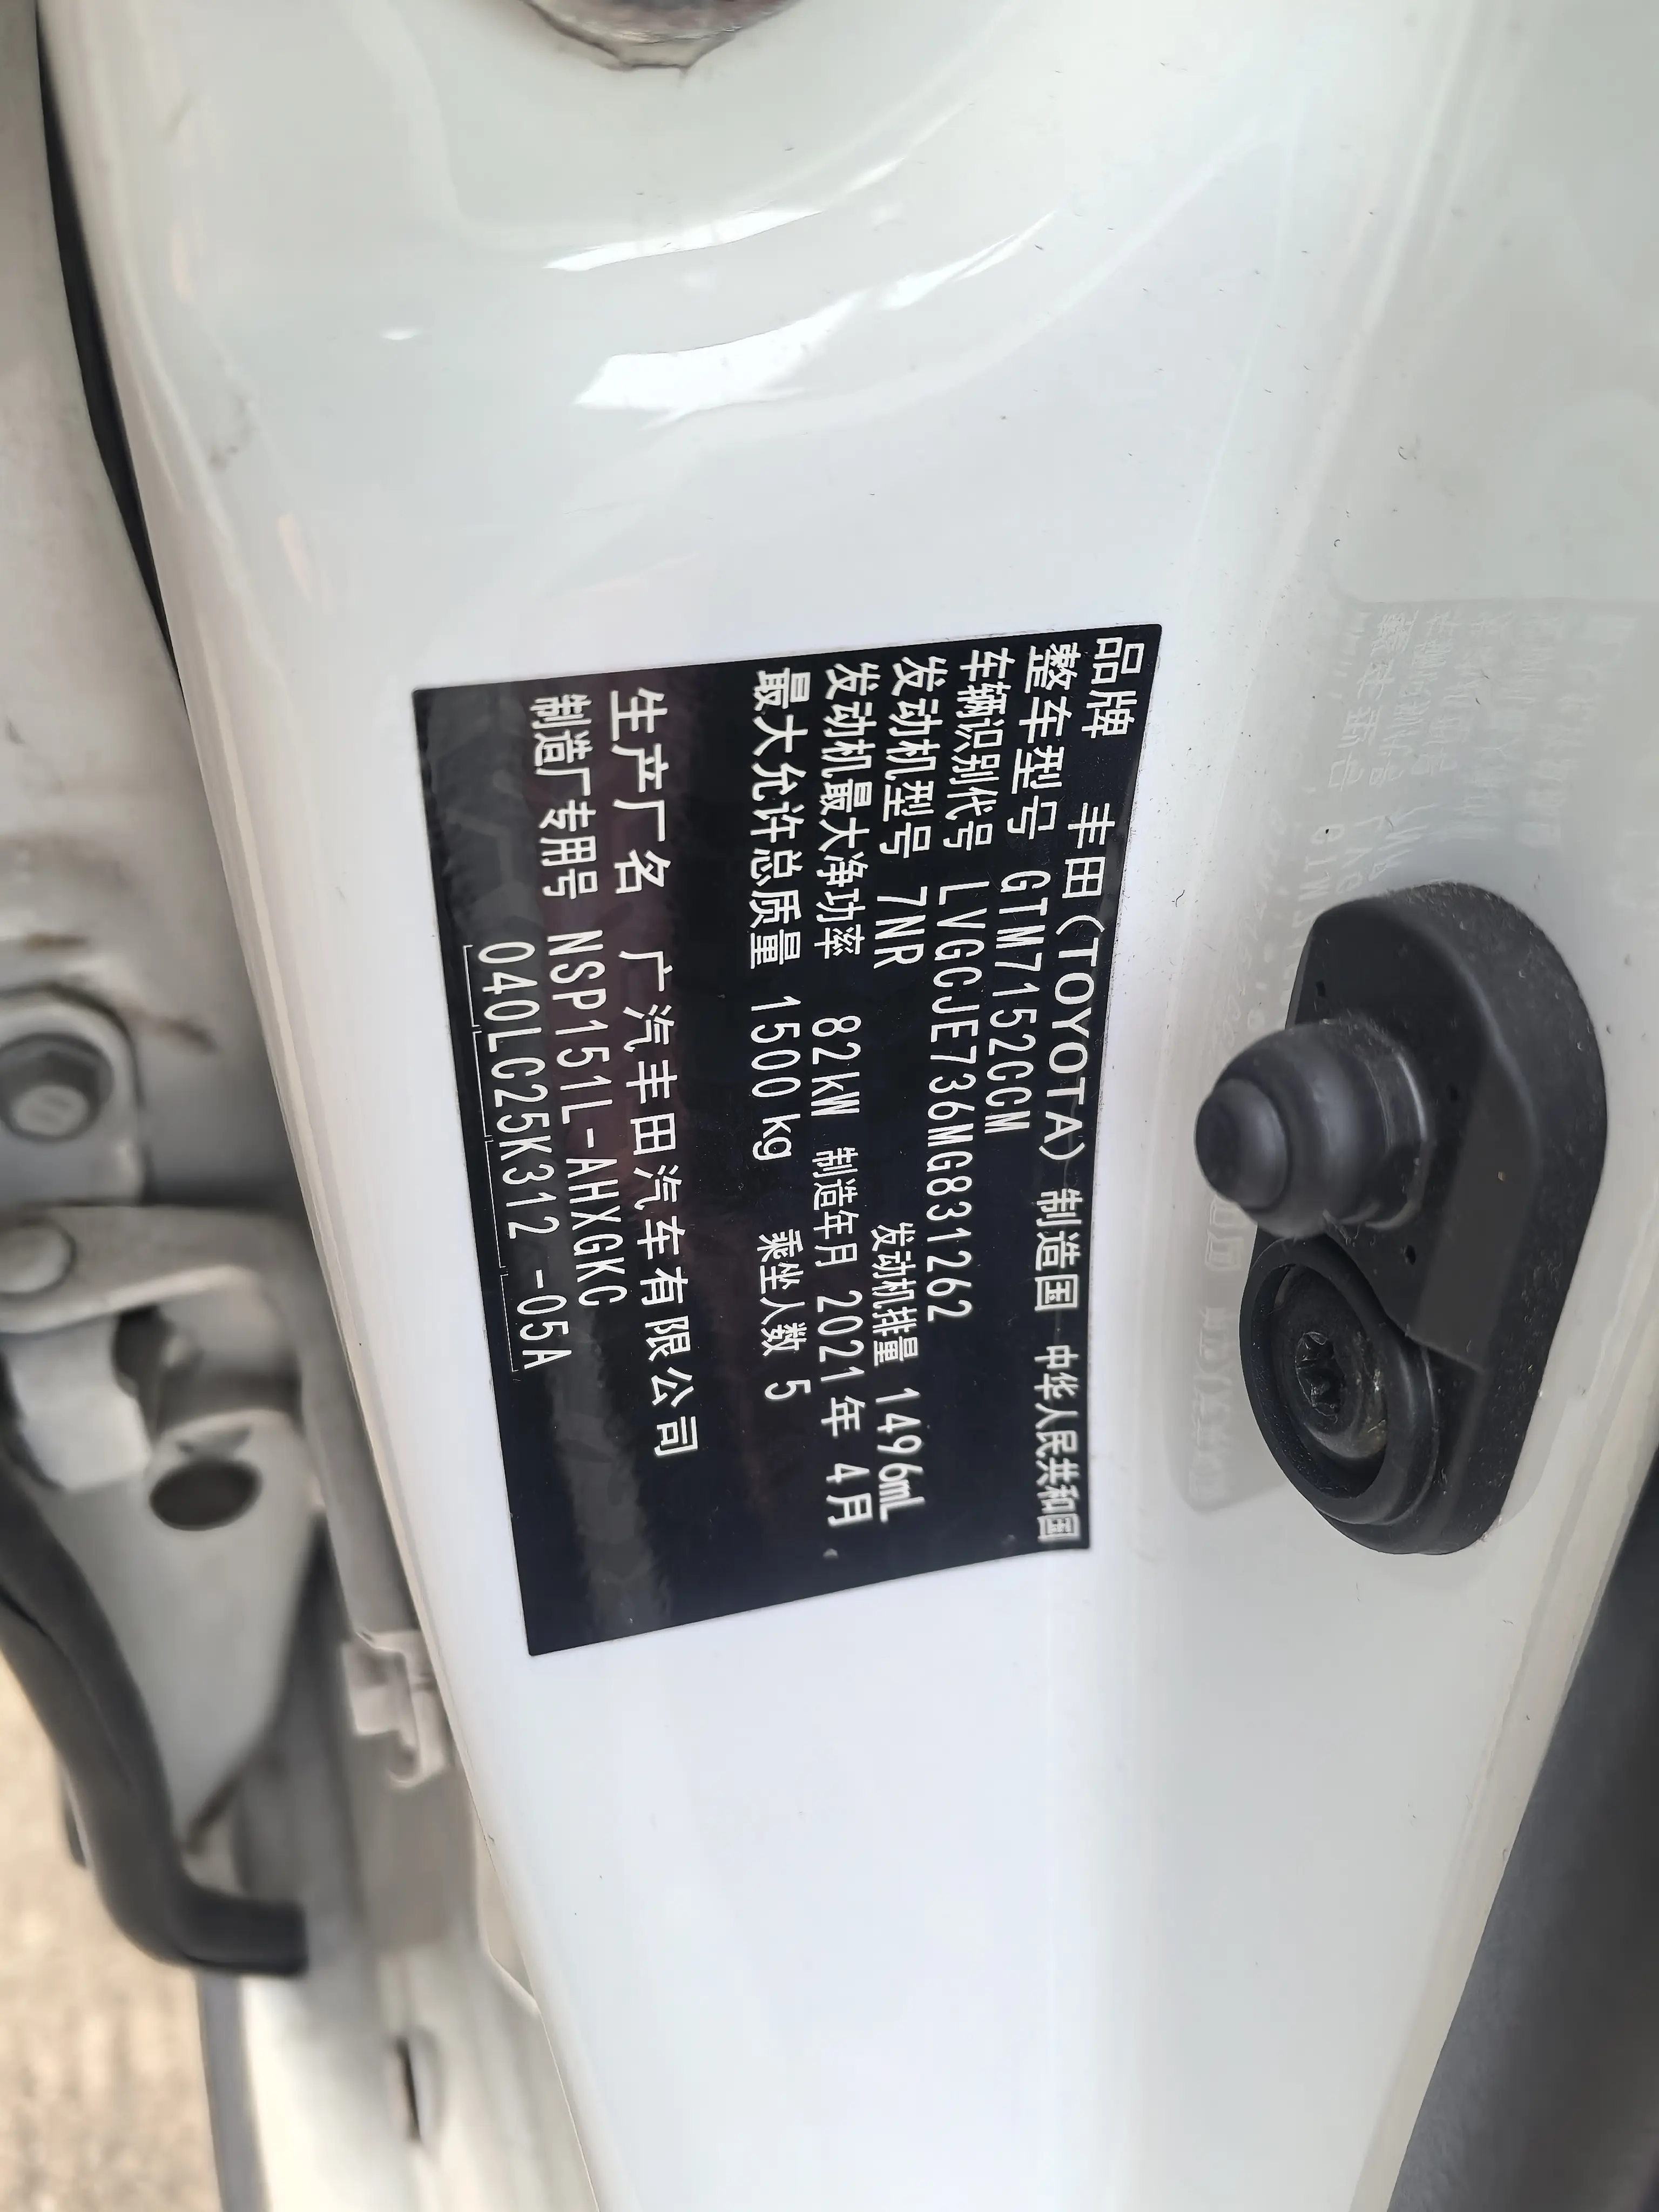 品牌 丰田(TOYOTA) 制造国 中华人民共和国
整车型号 GTM7152CGM
车辆识别代号 LVGCJE736MG831262
发动机型号 7NR 发动机排量 1496mL
发动机最大净功率 82kW 制造年月 2021年 4月
最大允许总质量 1500kg 乘坐人数 5
生产厂名 广汽丰田汽车有限公司
制造厂专用号 NSP151L-AHXGKC
040LC25K312 -05A